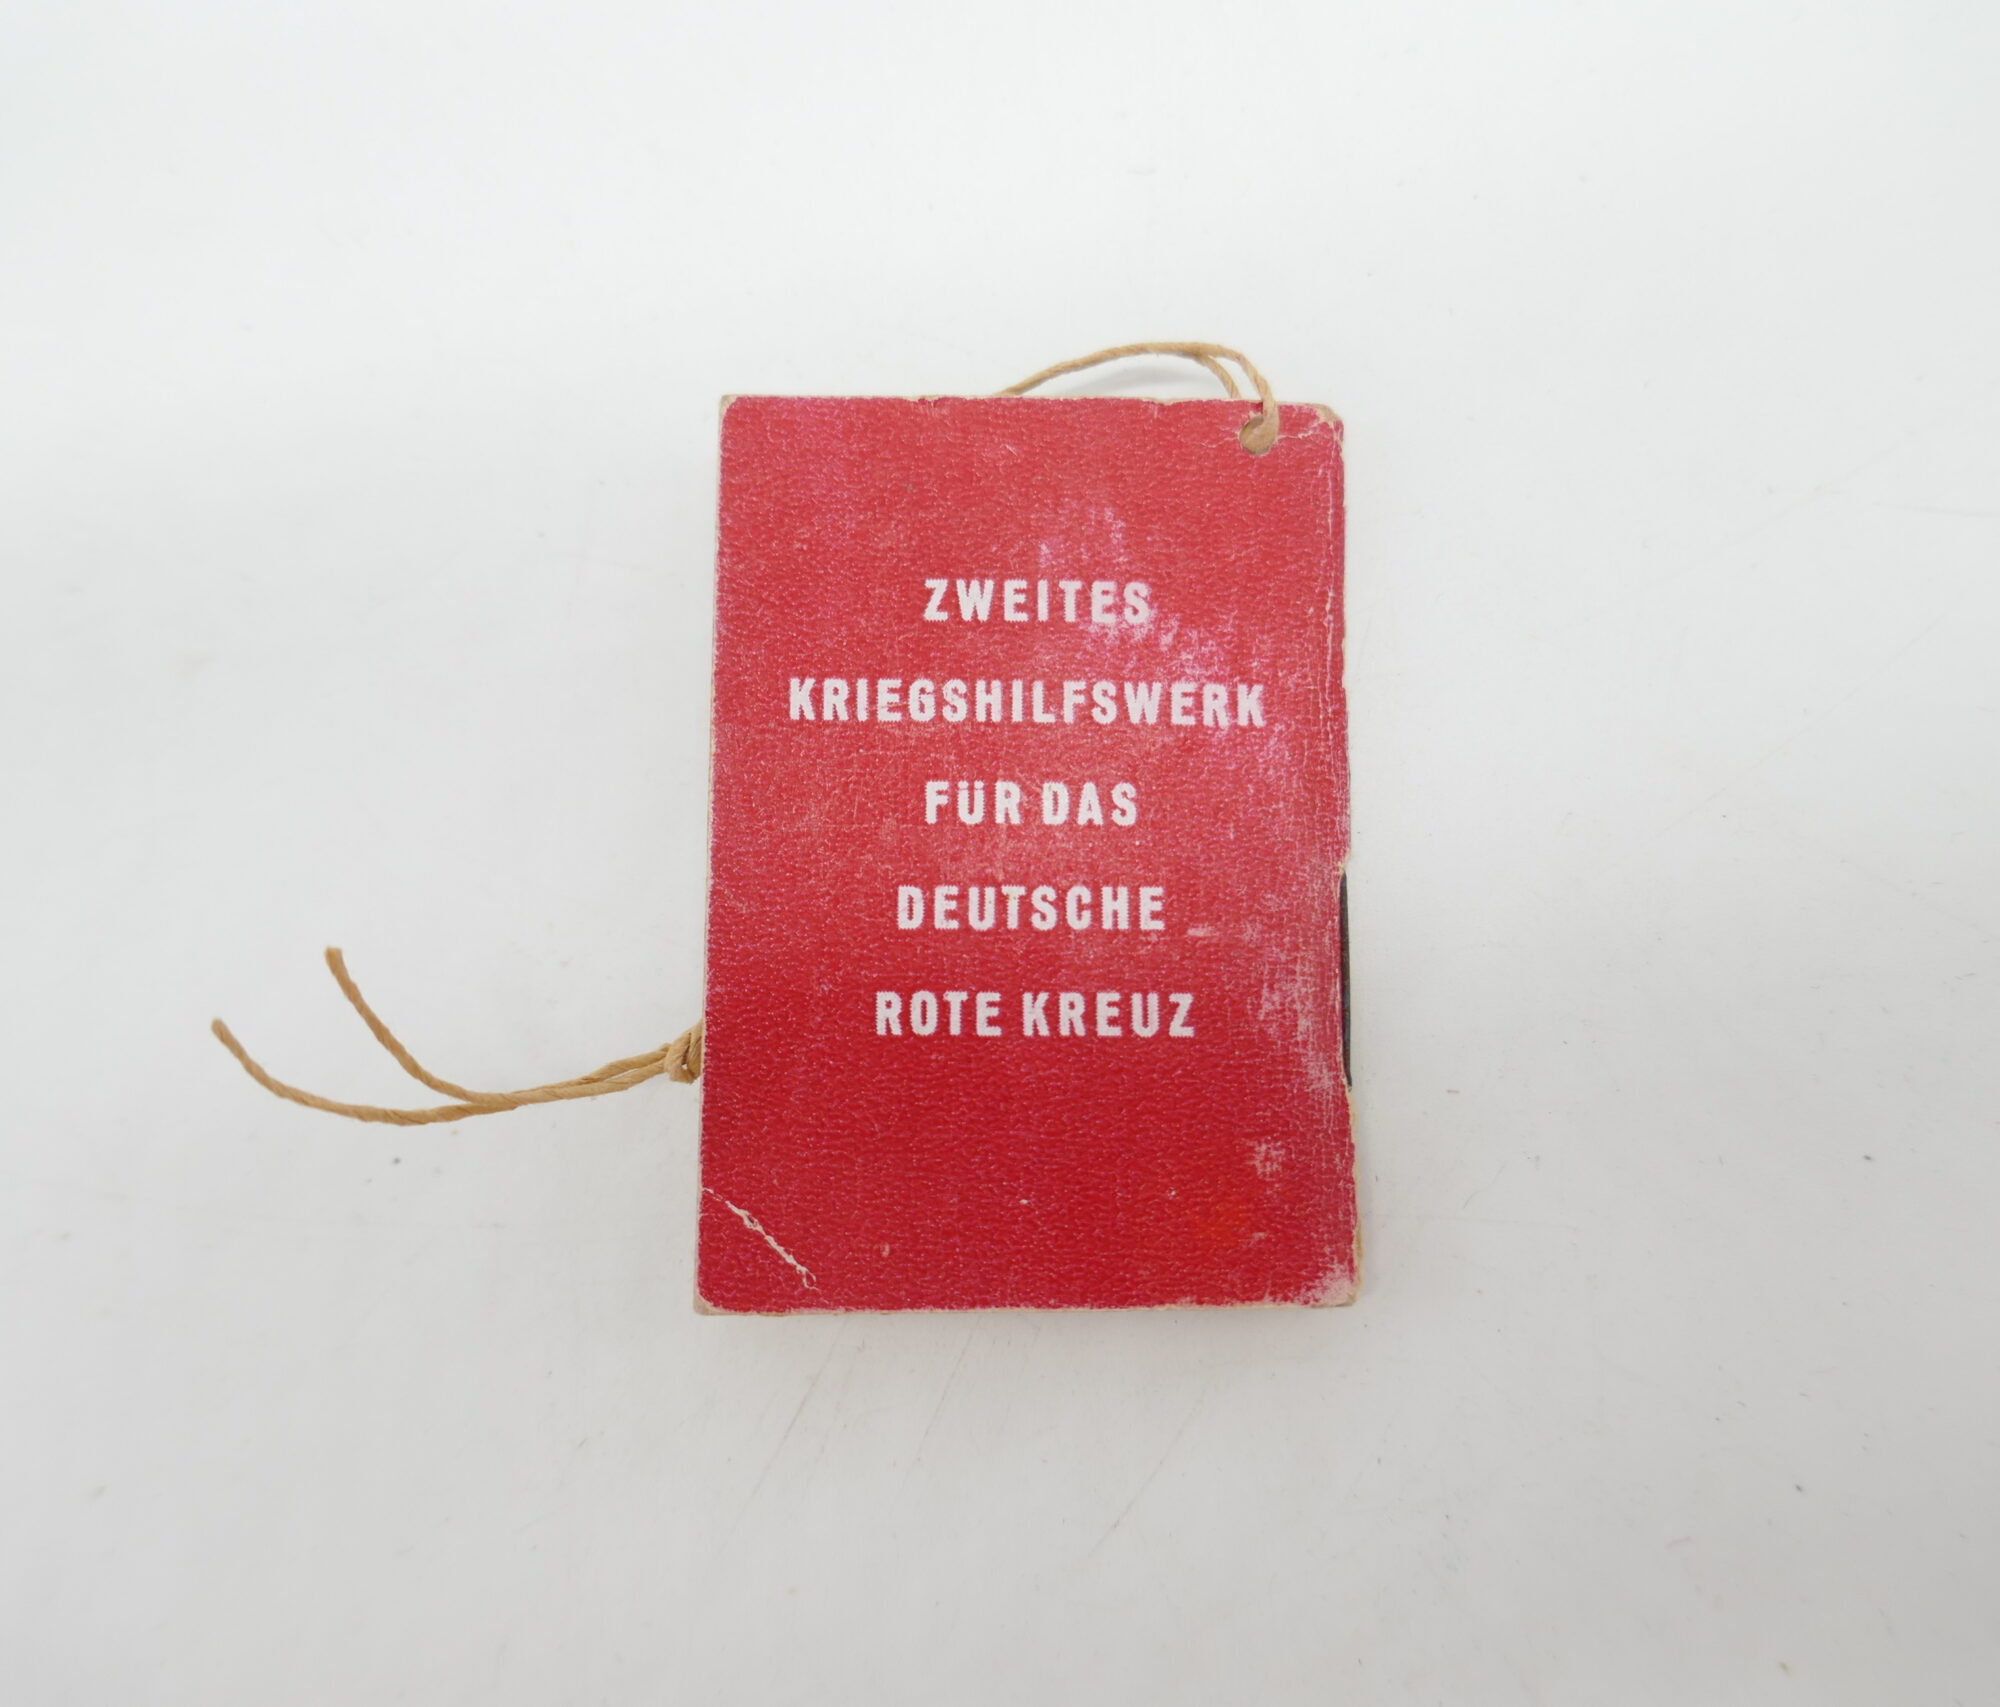 ZWEITES
KRIEGSHILFSWERK
FÜR DAS
DEUTSCHE
ROTE KREUZ